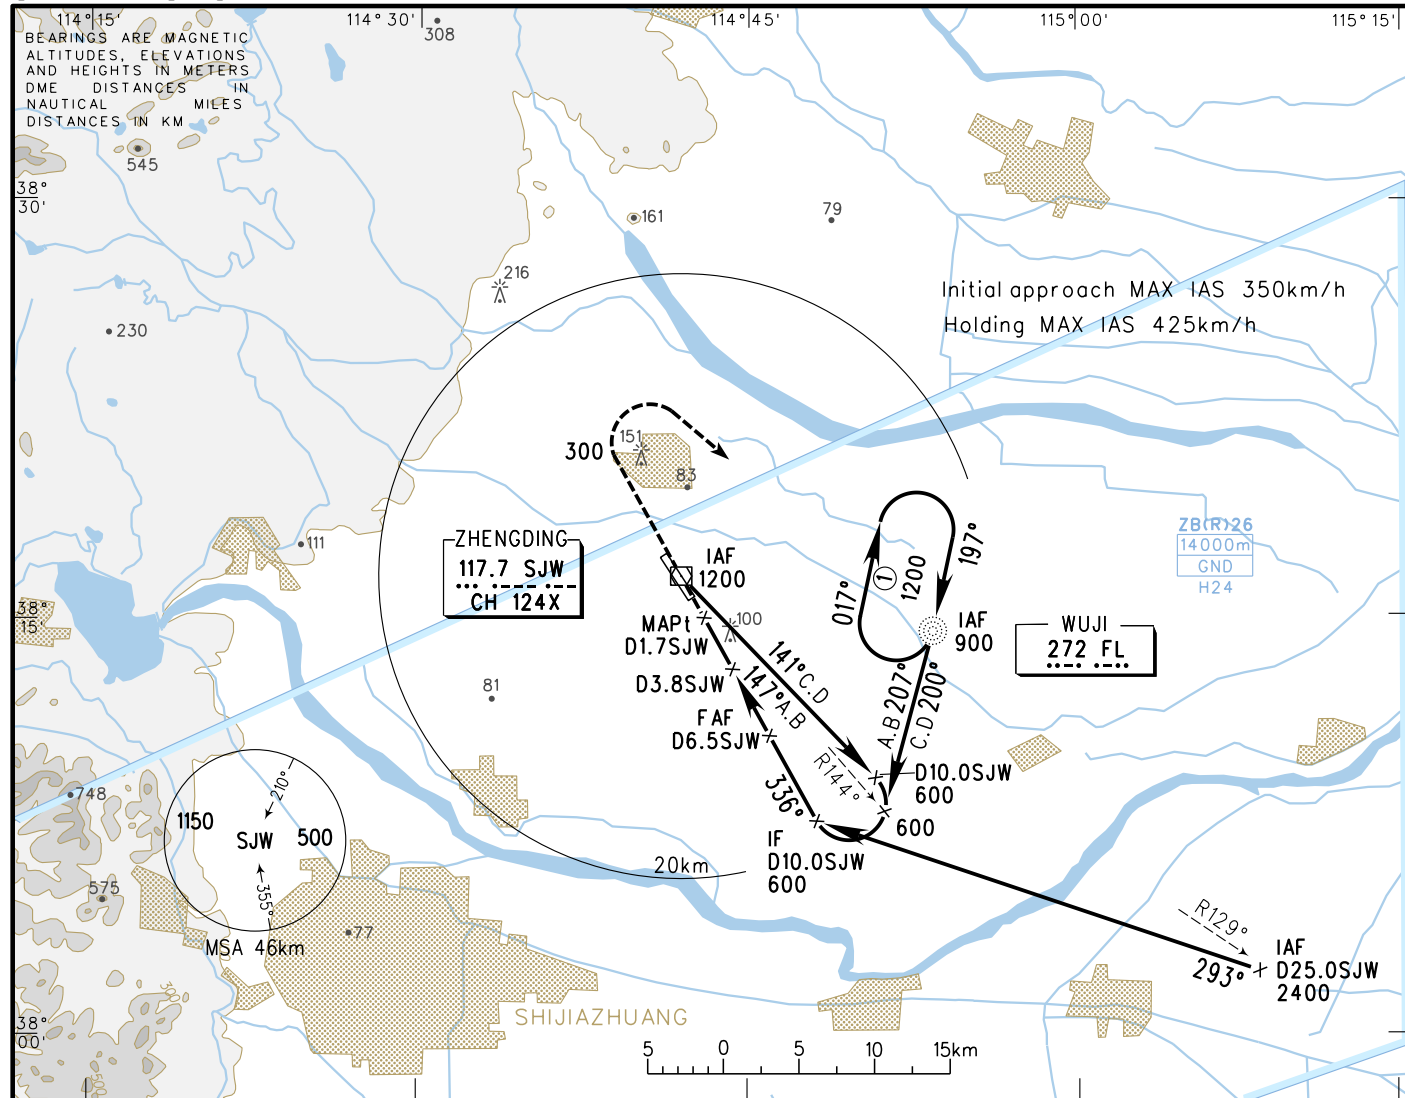 114°15'
114°30'
114°45'
115°00'
115°15'
BEARINGS ARE MAGNETIC
ALTITUDES, ELEVATIONS
AND HEIGHTS IN METERS
DME DISTANCES IN
NAUTICAL MILES
DISTANCES IN KM
308
545
38°
30'
161
79
216
230
Initial approach MAX IAS 350km/h
Holding MAX IAS 425km/h
151
300
83
111
ZHENGDING
117.7 SJW
CH 124X
IAF
1200
197°
1
1200
017°
ZB(R)26
14000m
GND
H24
38°
15'
MAPt
D1.7SJW
100
IAF
900
WUJI
272 FL
D3.8SJW
141°C.D
147°A.B
A.B 207°
C.D 200°
81
FAF
D6.5SJW
R144°
D10.0SJW
600
336°
600
748
1150
SJW
500
210°
355°
MSA 46km
IF
D10.0SJW
600
20km
575
77
R129°
293°
IAF
D25.0SJW
2400
300
SHIJIAZHUANG
38°
00'
500
5 0 5 10 15km